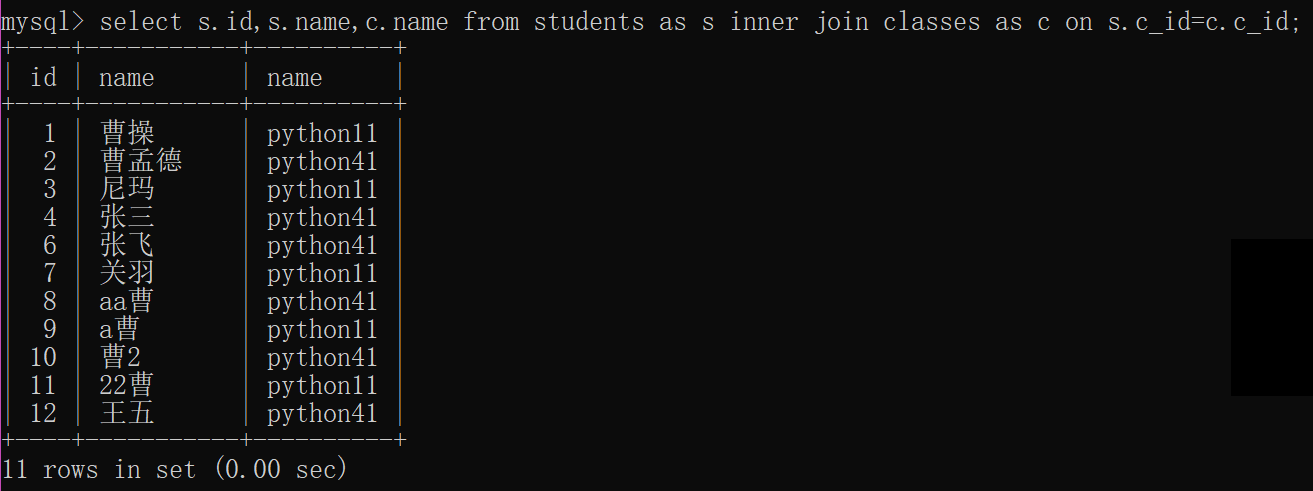 mysql> select s.id,s.name,c.name from students as s inner join classes as c on s.c_id=c.c_id;
+----+-----------+----------+
| id | name      | name     |
+----+-----------+----------+
|  1 | 曹操      | python11 |
|  2 | 曹孟德    | python41 |
|  3 | 尼玛      | python11 |
|  4 | 张三      | python41 |
|  6 | 张飞      | python41 |
|  7 | 关羽      | python11 |
|  8 | aa曹      | python41 |
|  9 | a曹       | python11 |
| 10 | 曹2       | python41 |
| 11 | 22曹      | python11 |
| 12 | 王五      | python41 |
+----+-----------+----------+
11 rows in set (0.00 sec)